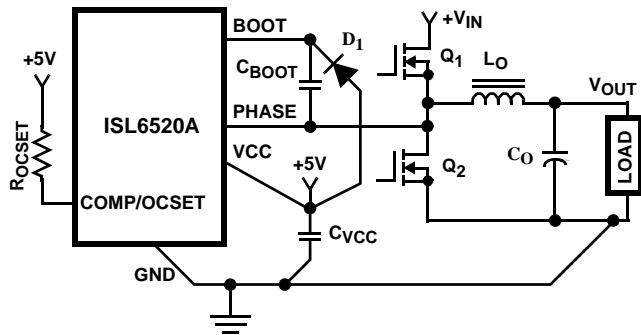 +VIN
BOOT
D1
+5V
CBOOT
Q1
LO
VOUT
ISL6520A
PHASE
ROCSET
VCC
+5V
Q2
CO
LOAD
COMP/OCSET
CVCC
GND